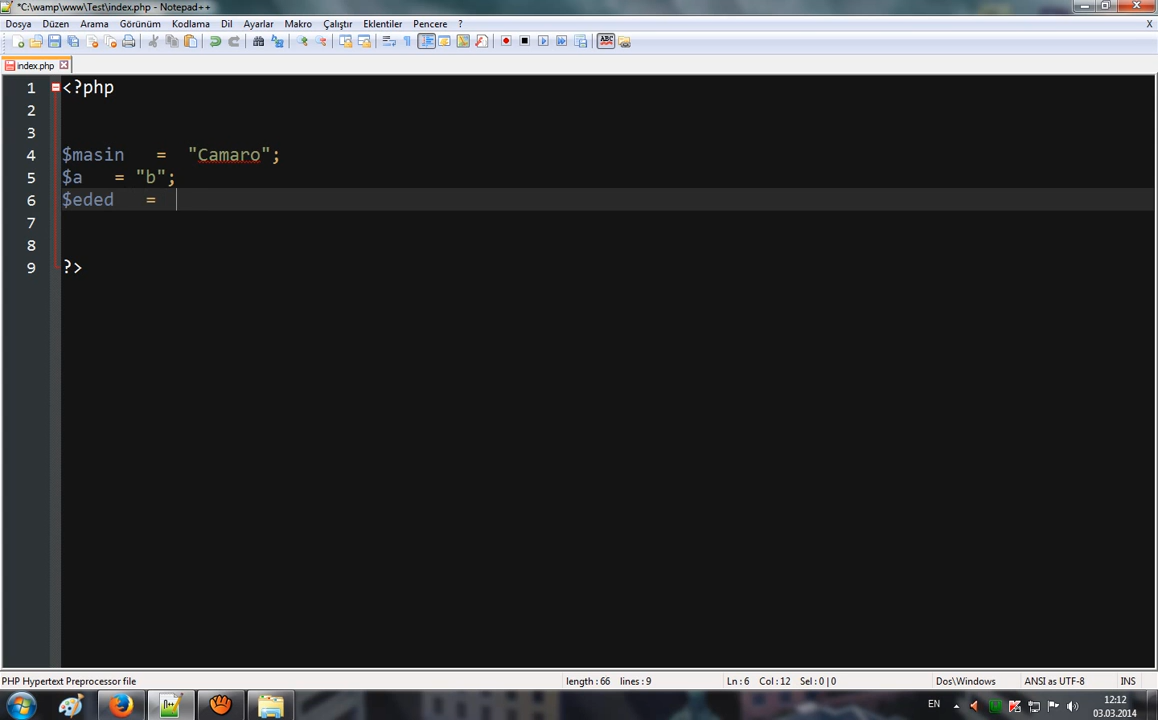 *C:\wamp\www\Test\index.php - Notepad++
Dosya Düzen Arama Görünüm Kodlama Dil Ayarlar Makro Çalıştır Eklentiler Pencere ? X
index.php
1 <?php
2
3
4 $masin = "Camaro";
5 $a = "b";
6 $eded =
7
8
9 ?>
PHP Hypertext Preprocessor file length : 66 lines : 9 Ln : 6 Col : 12 Sel : 0 | 0 Dos\Windows ANSI as UTF-8 INS
EN 12:12
03.03.2014